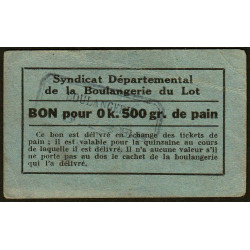 Syndicat Départemental
de la Boulangerie du Lot
BOULANGERIE
BON pour 0 k. 500 gr. de pain
Ce bon est délivré en échange des tickets de
pain ; il est valable pour la quinzaine au cours
de laquelle il est délivré, il n'a aucune valeur s'il
ne porte pas au dos le cachet de la boulangerie
qui l'a délivré.